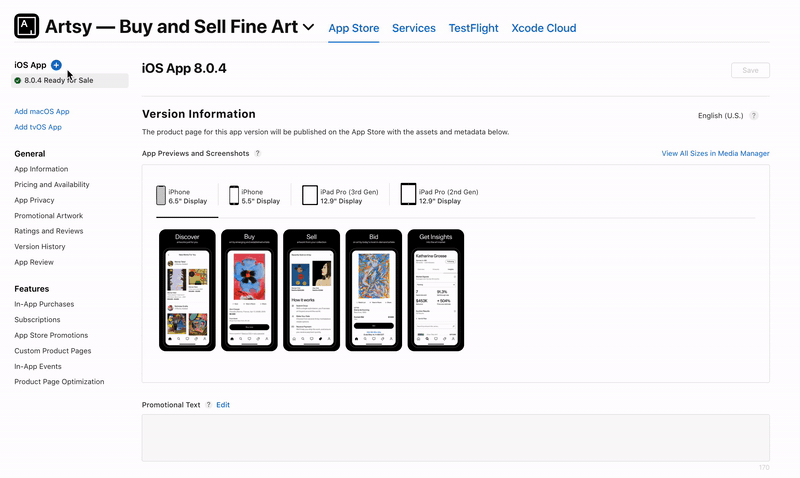 Artsy — Buy and Sell Fine Art
App Store Services TestFlight Xcode Cloud
iOS App
8.0.4 Ready for Sale
Add macOS App
Add tvOS App
General
App Information
Pricing and Availability
App Privacy
Promotional Artwork
Ratings and Reviews
Version History
App Review
Features
In-App Purchases
Subscriptions
App Store Promotions
Custom Product Pages
In-App Events
Product Page Optimization
iOS App 8.0.4
Save
Version Information
English (U.S.) ?
The product page for this app version will be published on the App Store with the assets and metadata below.
App Previews and Screenshots ?
View All Sizes in Media Manager
iPhone
6.5" Display
iPhone
5.5" Display
iPad Pro (3rd Gen)
12.9" Display
iPad Pro (2nd Gen)
12.9" Display
Discover
Buy
Sell
How it works
Bid
Get Insights
Katharina Grosse
Promotional Text ? Edit
170